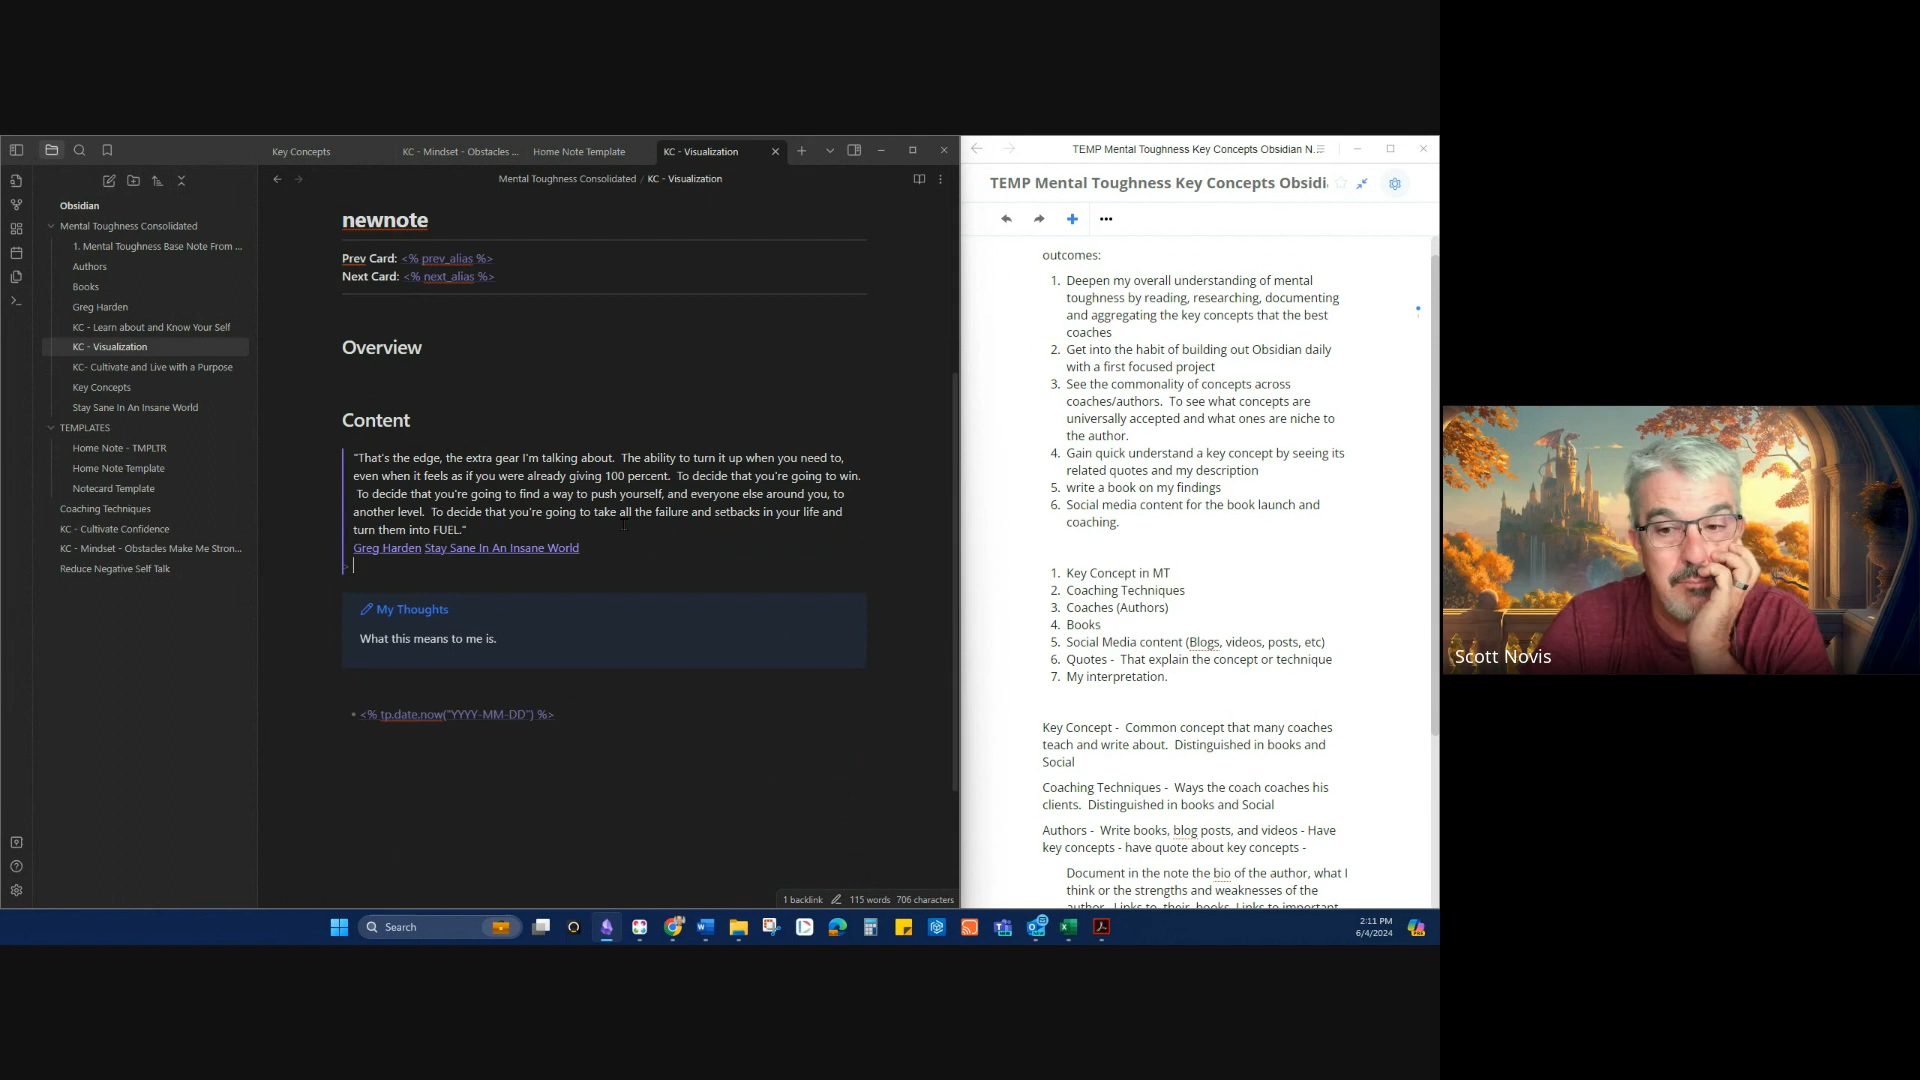 Key Concepts
KC - Mindset - Obstacles ...
Home Note Template
KC - Visualization
Mental Toughness Consolidated / KC - Visualization
Obsidian
Mental Toughness Consolidated
1. Mental Toughness Base Note From ...
Authors
Books
Greg Harden
KC - Learn about and Know Your Self
KC - Visualization
KC- Cultivate and Live with a Purpose
Key Concepts
Stay Sane In An Insane World
TEMPLATES
Home Note - TMPLTR
Home Note Template
Notecard Template
Coaching Techniques
KC - Cultivate Confidence
KC - Mindset - Obstacles Make Me Stron...
Reduce Negative Self Talk
newnote
Prev Card: <% prev_alias %>
Next Card: <% next_alias %>
Overview
Content
"That's the edge, the extra gear I'm talking about.  The ability to turn it up when you need to,
even when it feels as if you were already giving 100 percent.  To decide that you're going to win.
To decide that you're going to find a way to push yourself, and everyone else around you, to
another level.  To decide that you're going to take all the failure and setbacks in your life and
turn them into FUEL."
Greg Harden Stay Sane In An Insane World
>
My Thoughts
What this means to me is.
• <% tp.date.now("YYYY-MM-DD") %>
1 backlink 115 words 706 characters
TEMP Mental Toughness Key Concepts Obsidian N...
TEMP Mental Toughness Key Concepts Obsidi
outcomes:
1. Deepen my overall understanding of mental
toughness by reading, researching, documenting
and aggregating the key concepts that the best
coaches
2. Get into the habit of building out Obsidian daily
with a first focused project
3. See the commonality of concepts across
coaches/authors.  To see what concepts are
universally accepted and what ones are niche to
the author.
4. Gain quick understand a key concept by seeing its
related quotes and my description
5. write a book on my findings
6. Social media content for the book launch and
coaching.
1. Key Concept in MT
2. Coaching Techniques
3. Coaches (Authors)
4. Books
5. Social Media content (Blogs, videos, posts, etc)
6. Quotes -  That explain the concept or technique
7. My interpretation.
Key Concept -  Common concept that many coaches
teach and write about.  Distinguished in books and
Social
Coaching Techniques -  Ways the coach coaches his
clients.  Distinguished in books and Social
Authors -  Write books, blog posts, and videos - Have
key concepts - have quote about key concepts -
Document in the note the bio of the author, what I
think or the strengths and weaknesses of the
author.  Links to  their  books  Links to important
Search
2:11 PM
6/4/2024
Scott Novis